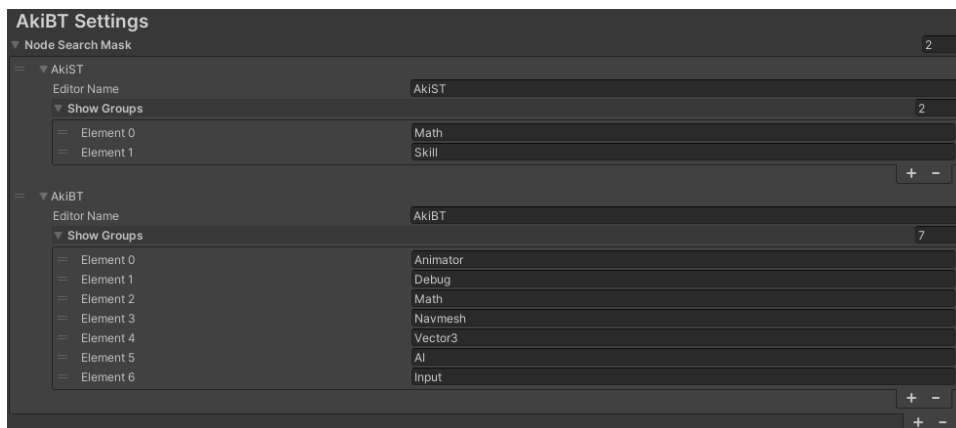 AkiBT Settings
Node Search Mask 2
AkiST
Editor Name AkiST
Show Groups 2
Element 0 Math
Element 1 Skill
+ -
AkiBT
Editor Name AkiBT
Show Groups 7
Element 0 Animator
Element 1 Debug
Element 2 Math
Element 3 Navmesh
Element 4 Vector3
Element 5 AI
Element 6 Input
+ -
+ -